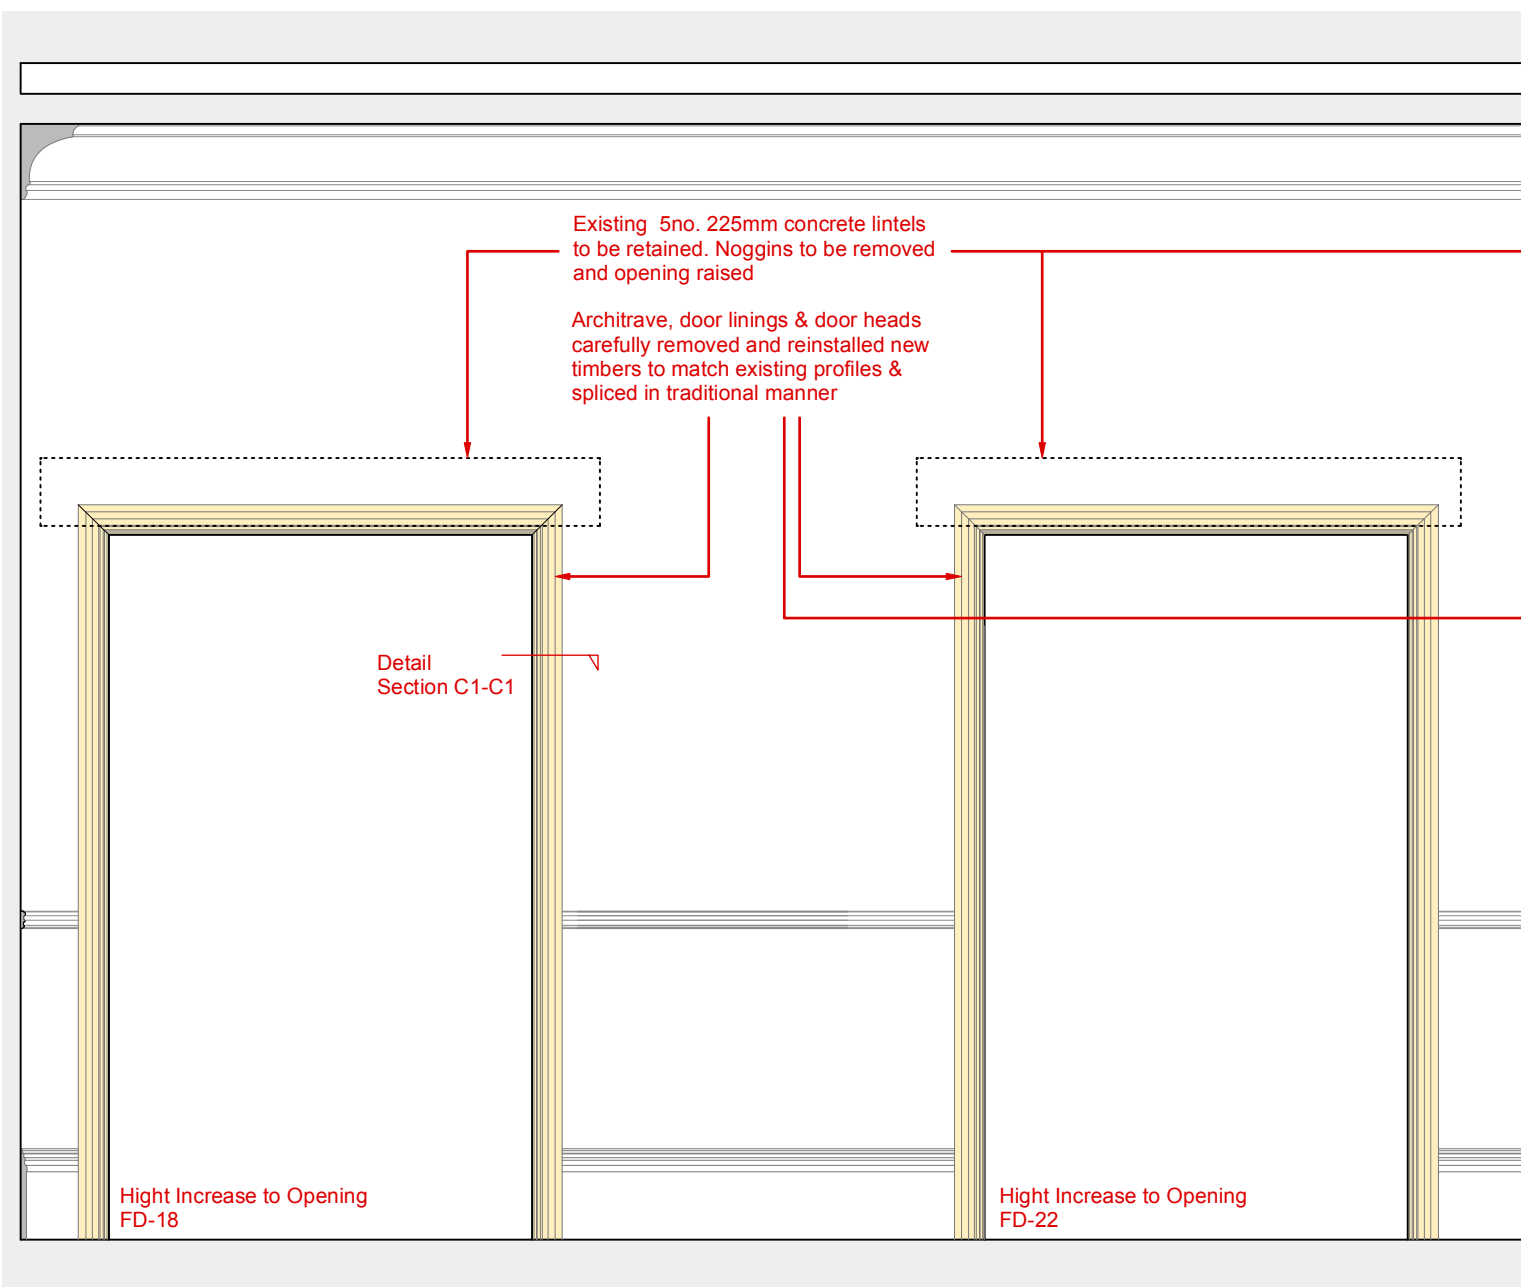 Existing 5no. 225mm concrete lintels
to be retained. Noggins to be removed
and opening raised
Architrave, door linings & door heads
carefully removed and reinstalled new
timbers to match existing profiles &
spliced in traditional manner
Detail
Section C1-C1
Hight Increase to Opening
FD-18
Hight Increase to Opening
FD-22